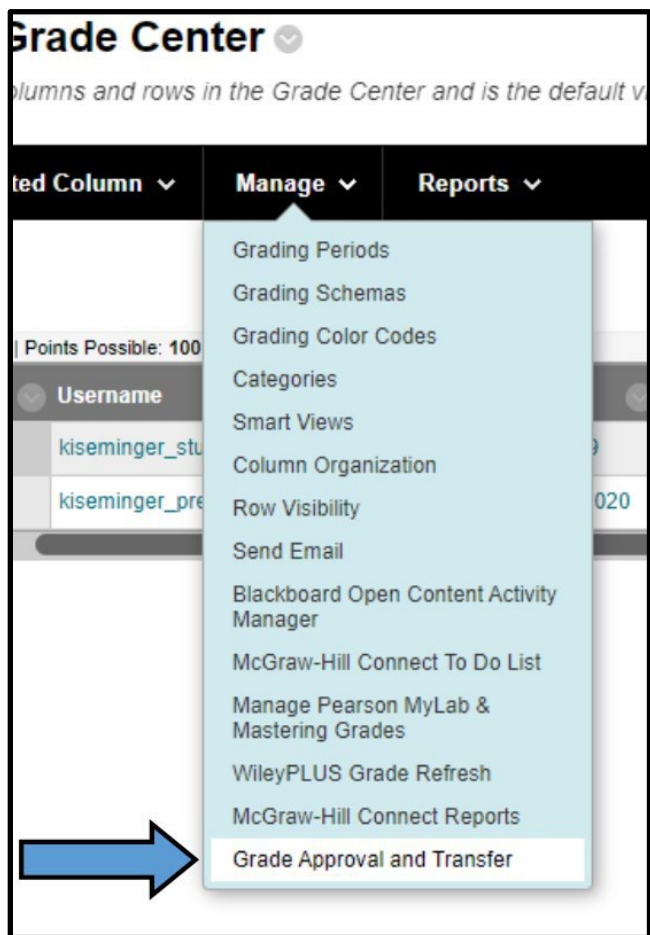 Grade Center
olumns and rows in the Grade Center and is the default vi
ted Column Manage Reports
Grading Periods
Grading Schemas
| Points Possible: 100 Grading Color Codes
Username Categories
Smart Views
kiseminger_stu Column Organization 9
kiseminger_pre Row Visibility 020
Send Email
Blackboard Open Content Activity
Manager
McGraw-Hill Connect To Do List
Manage Pearson MyLab &
Mastering Grades
WileyPLUS Grade Refresh
McGraw-Hill Connect Reports
Grade Approval and Transfer